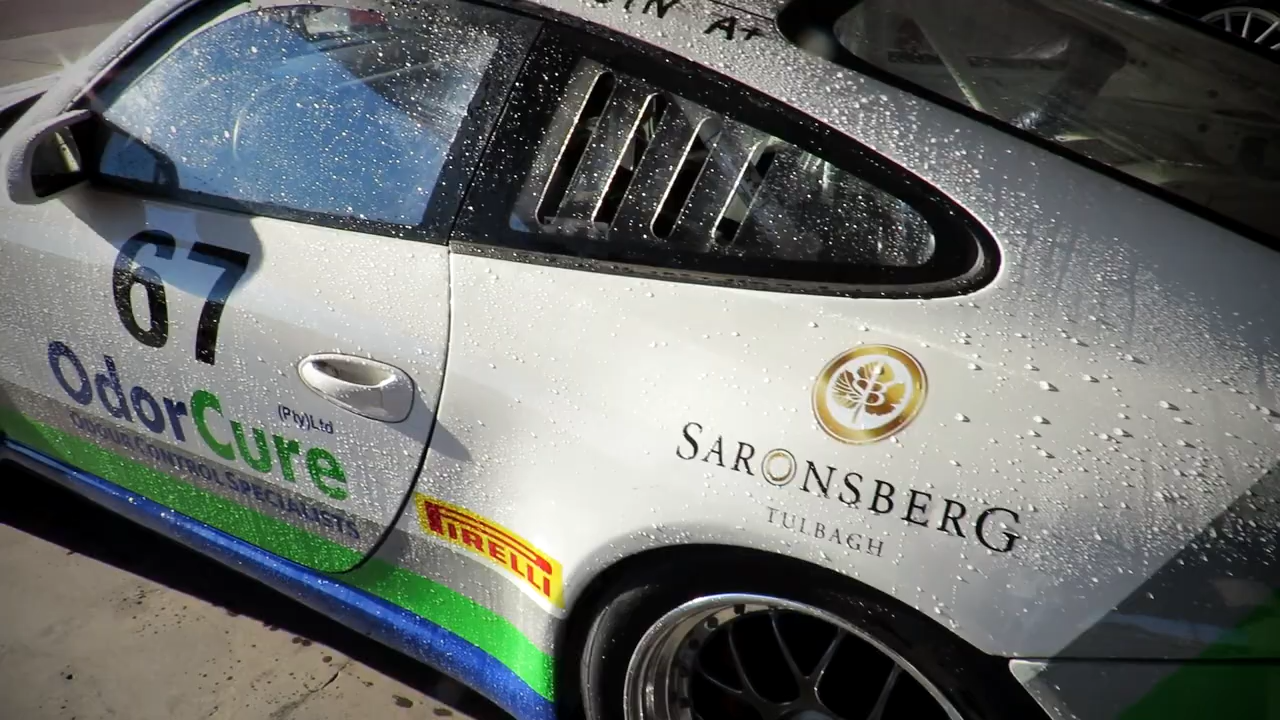 A+
67
OdorCure
(Pty)Ltd
ODOUR CONTROL SPECIALISTS
PIRELLI
B
SARONSBERG
TULBAGH